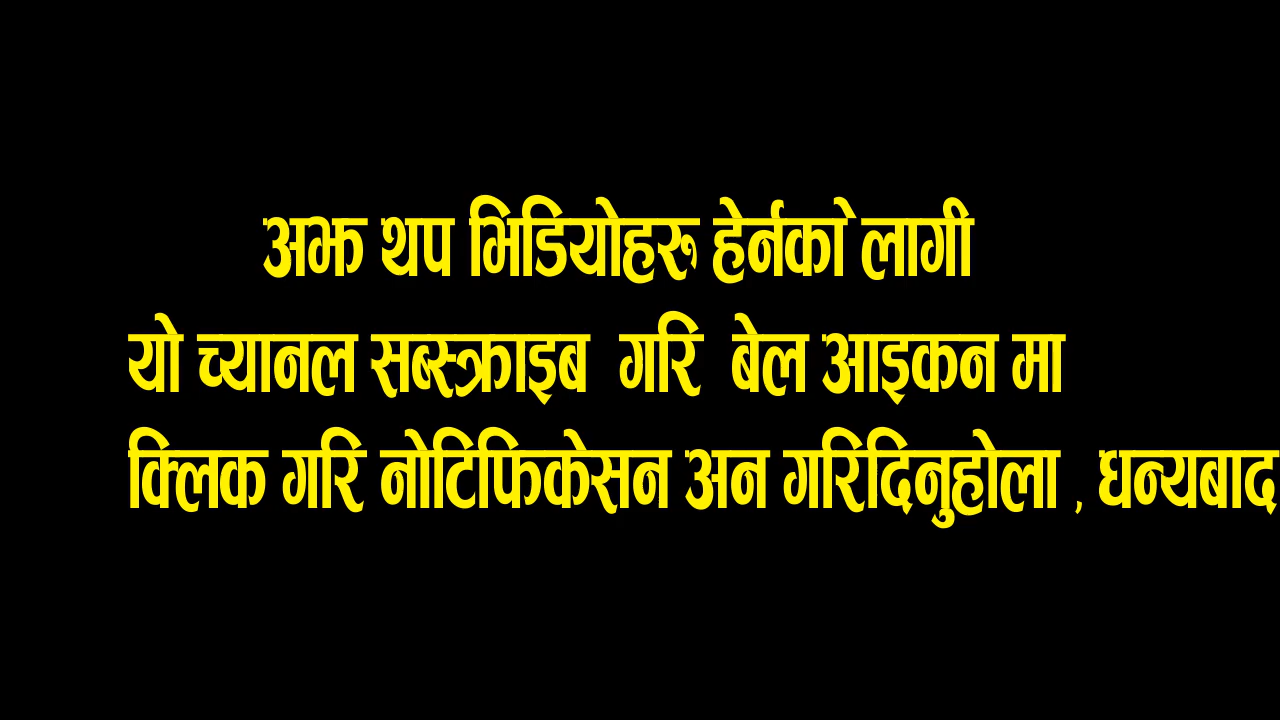 अझ थप भिडियोहरु हेर्नको लागी
यो च्यानल सब्स्क्राइब गरि बेल आइकन मा
क्लिक गरि नोटिफिकेसन अन गरिदिनुहोला , धन्यबाद